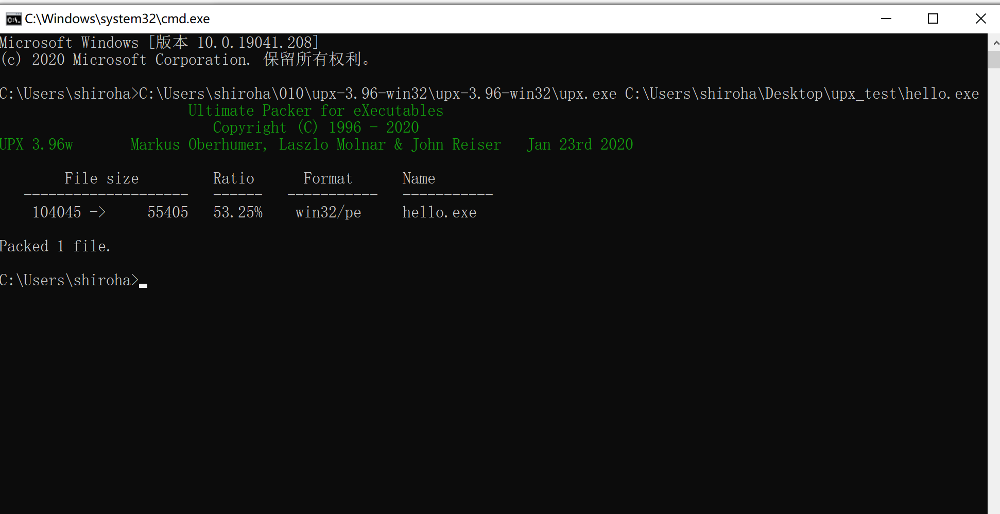 C:\Windows\system32\cmd.exe
Microsoft Windows [版本 10.0.19041.208]
(c) 2020 Microsoft Corporation. 保留所有权利。
C:\Users\shiroha>C:\Users\shiroha\010\upx-3.96-win32\upx-3.96-win32\upx.exe C:\Users\shiroha\Desktop\upx_test\hello.exe
Ultimate Packer for eXecutables
Copyright (C) 1996 - 2020
UPX 3.96w       Markus Oberhumer, Laszlo Molnar & John Reiser   Jan 23rd 2020
File size         Ratio      Format      Name
--------------------   ------   -----------   -----------
104045 ->     55405   53.25%    win32/pe     hello.exe
Packed 1 file.
C:\Users\shiroha>